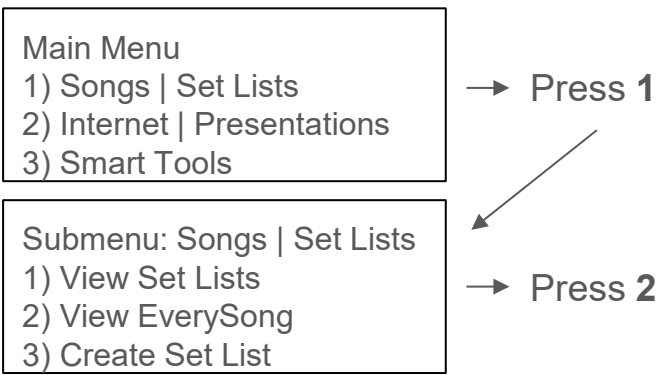 Main Menu
1) Songs | Set Lists
2) Internet | Presentations
3) Smart Tools
Press 1
Submenu: Songs | Set Lists
1) View Set Lists
2) View EverySong
3) Create Set List
Press 2